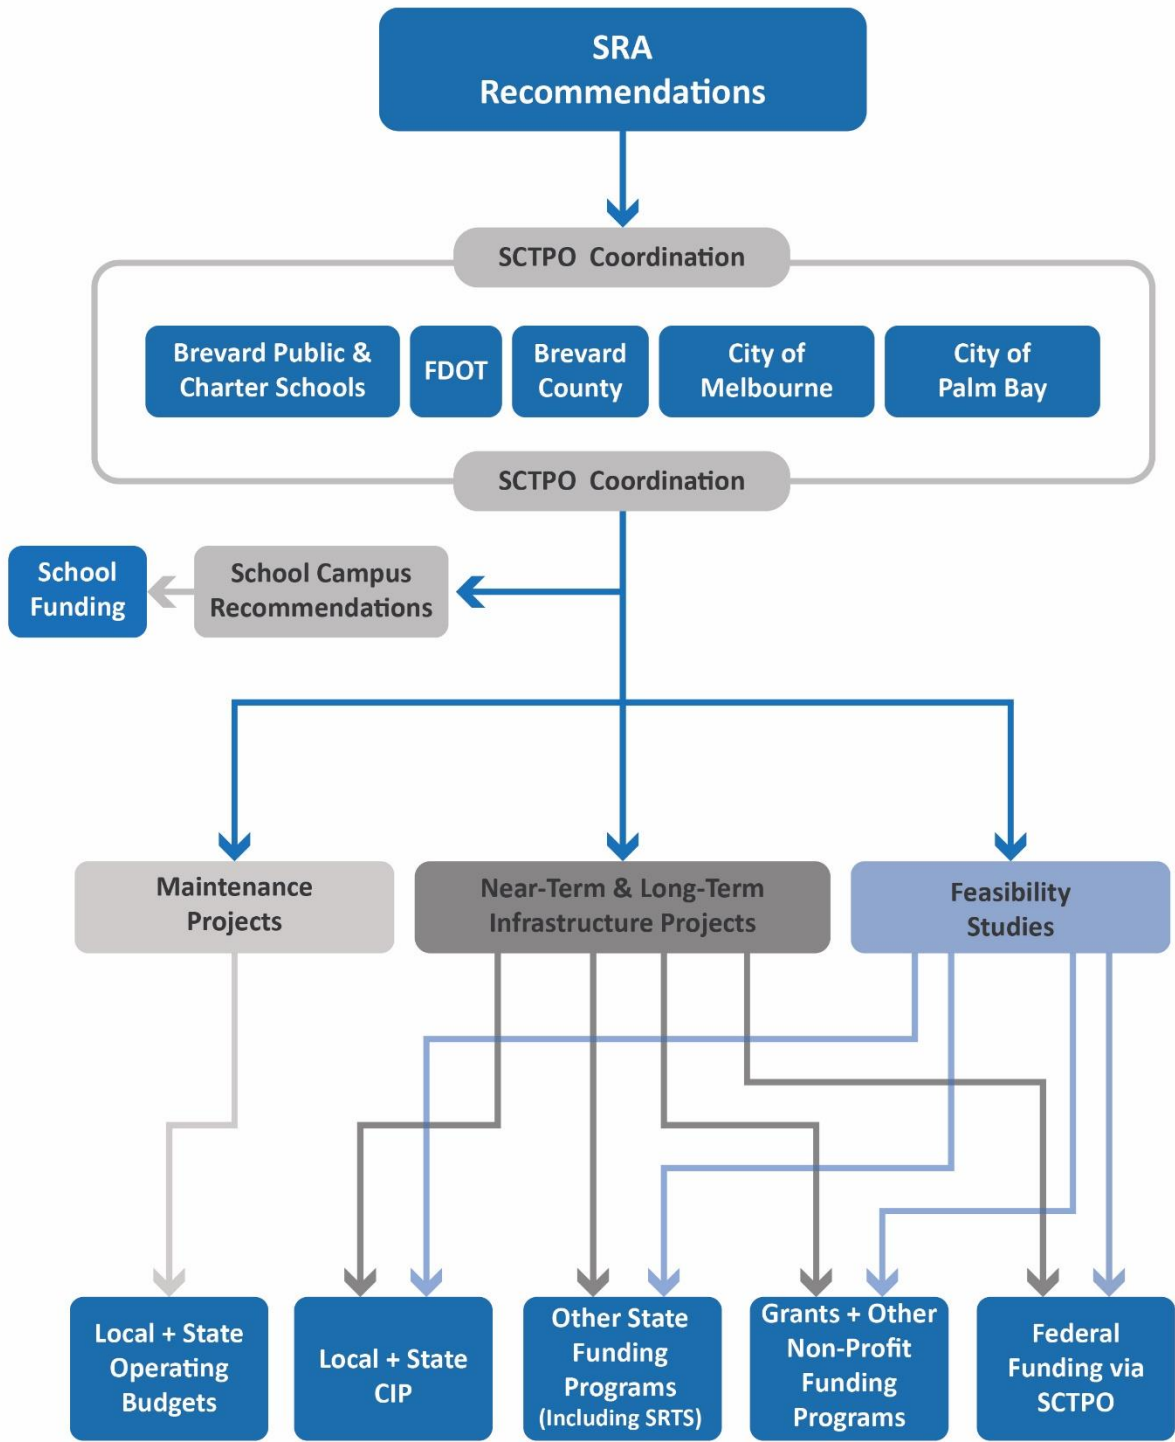 SRA
Recommendations
SCTPO Coordination
Brevard Public &
Charter Schools
FDOT
Brevard
County
City of
Melbourne
City of
Palm Bay
SCTPO Coordination
School
Funding
School Campus
Recommendations
Maintenance
Projects
Near-Term & Long-Term
Infrastructure Projects
Feasibility
Studies
Local + State
Operating
Budgets
Local + State
CIP
Other State
Funding
Programs
(Including SRTS)
Grants + Other
Non-Profit
Funding
Programs
Federal
Funding via
SCTPO